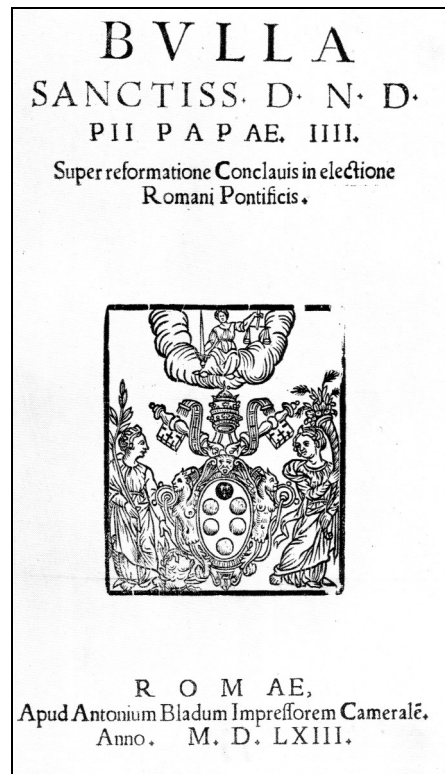 BVLLA
SANCTISS. D. N. D.
PII PAPAE. IIII.
Super reformatione Conclauis in electione
Romani Pontificis.
ROMAE,
Apud Antonium Bladum Impressorem Cameralē.
Anno. M. D. LXIII.